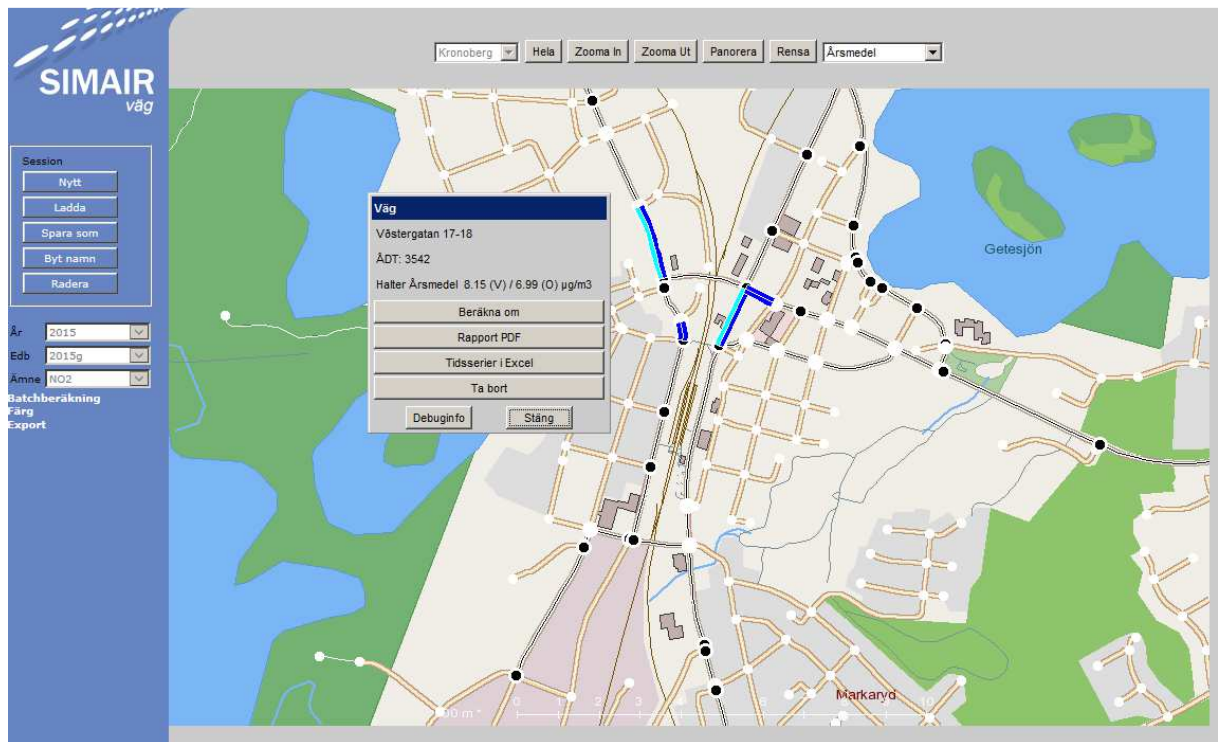 SIMAIR
väg
Kronoberg Hela Zooma In Zooma Ut Panorera Rensa Årsmedel
Session
Nytt
Ladda
Spara som
Byt namn
Radera
År 2015
Edb 2015g
Ämne NO2
Batchberäkning
Färg
Export
Väg
Västergatan 17-18
ÅDT: 3542
Halter Årsmedel 8.15 (V) / 6.99 (O) µg/m3
Beräkna om
Rapport PDF
Tidsserier i Excel
Ta bort
Debuginfo Stäng
Getesjön
Markaryd